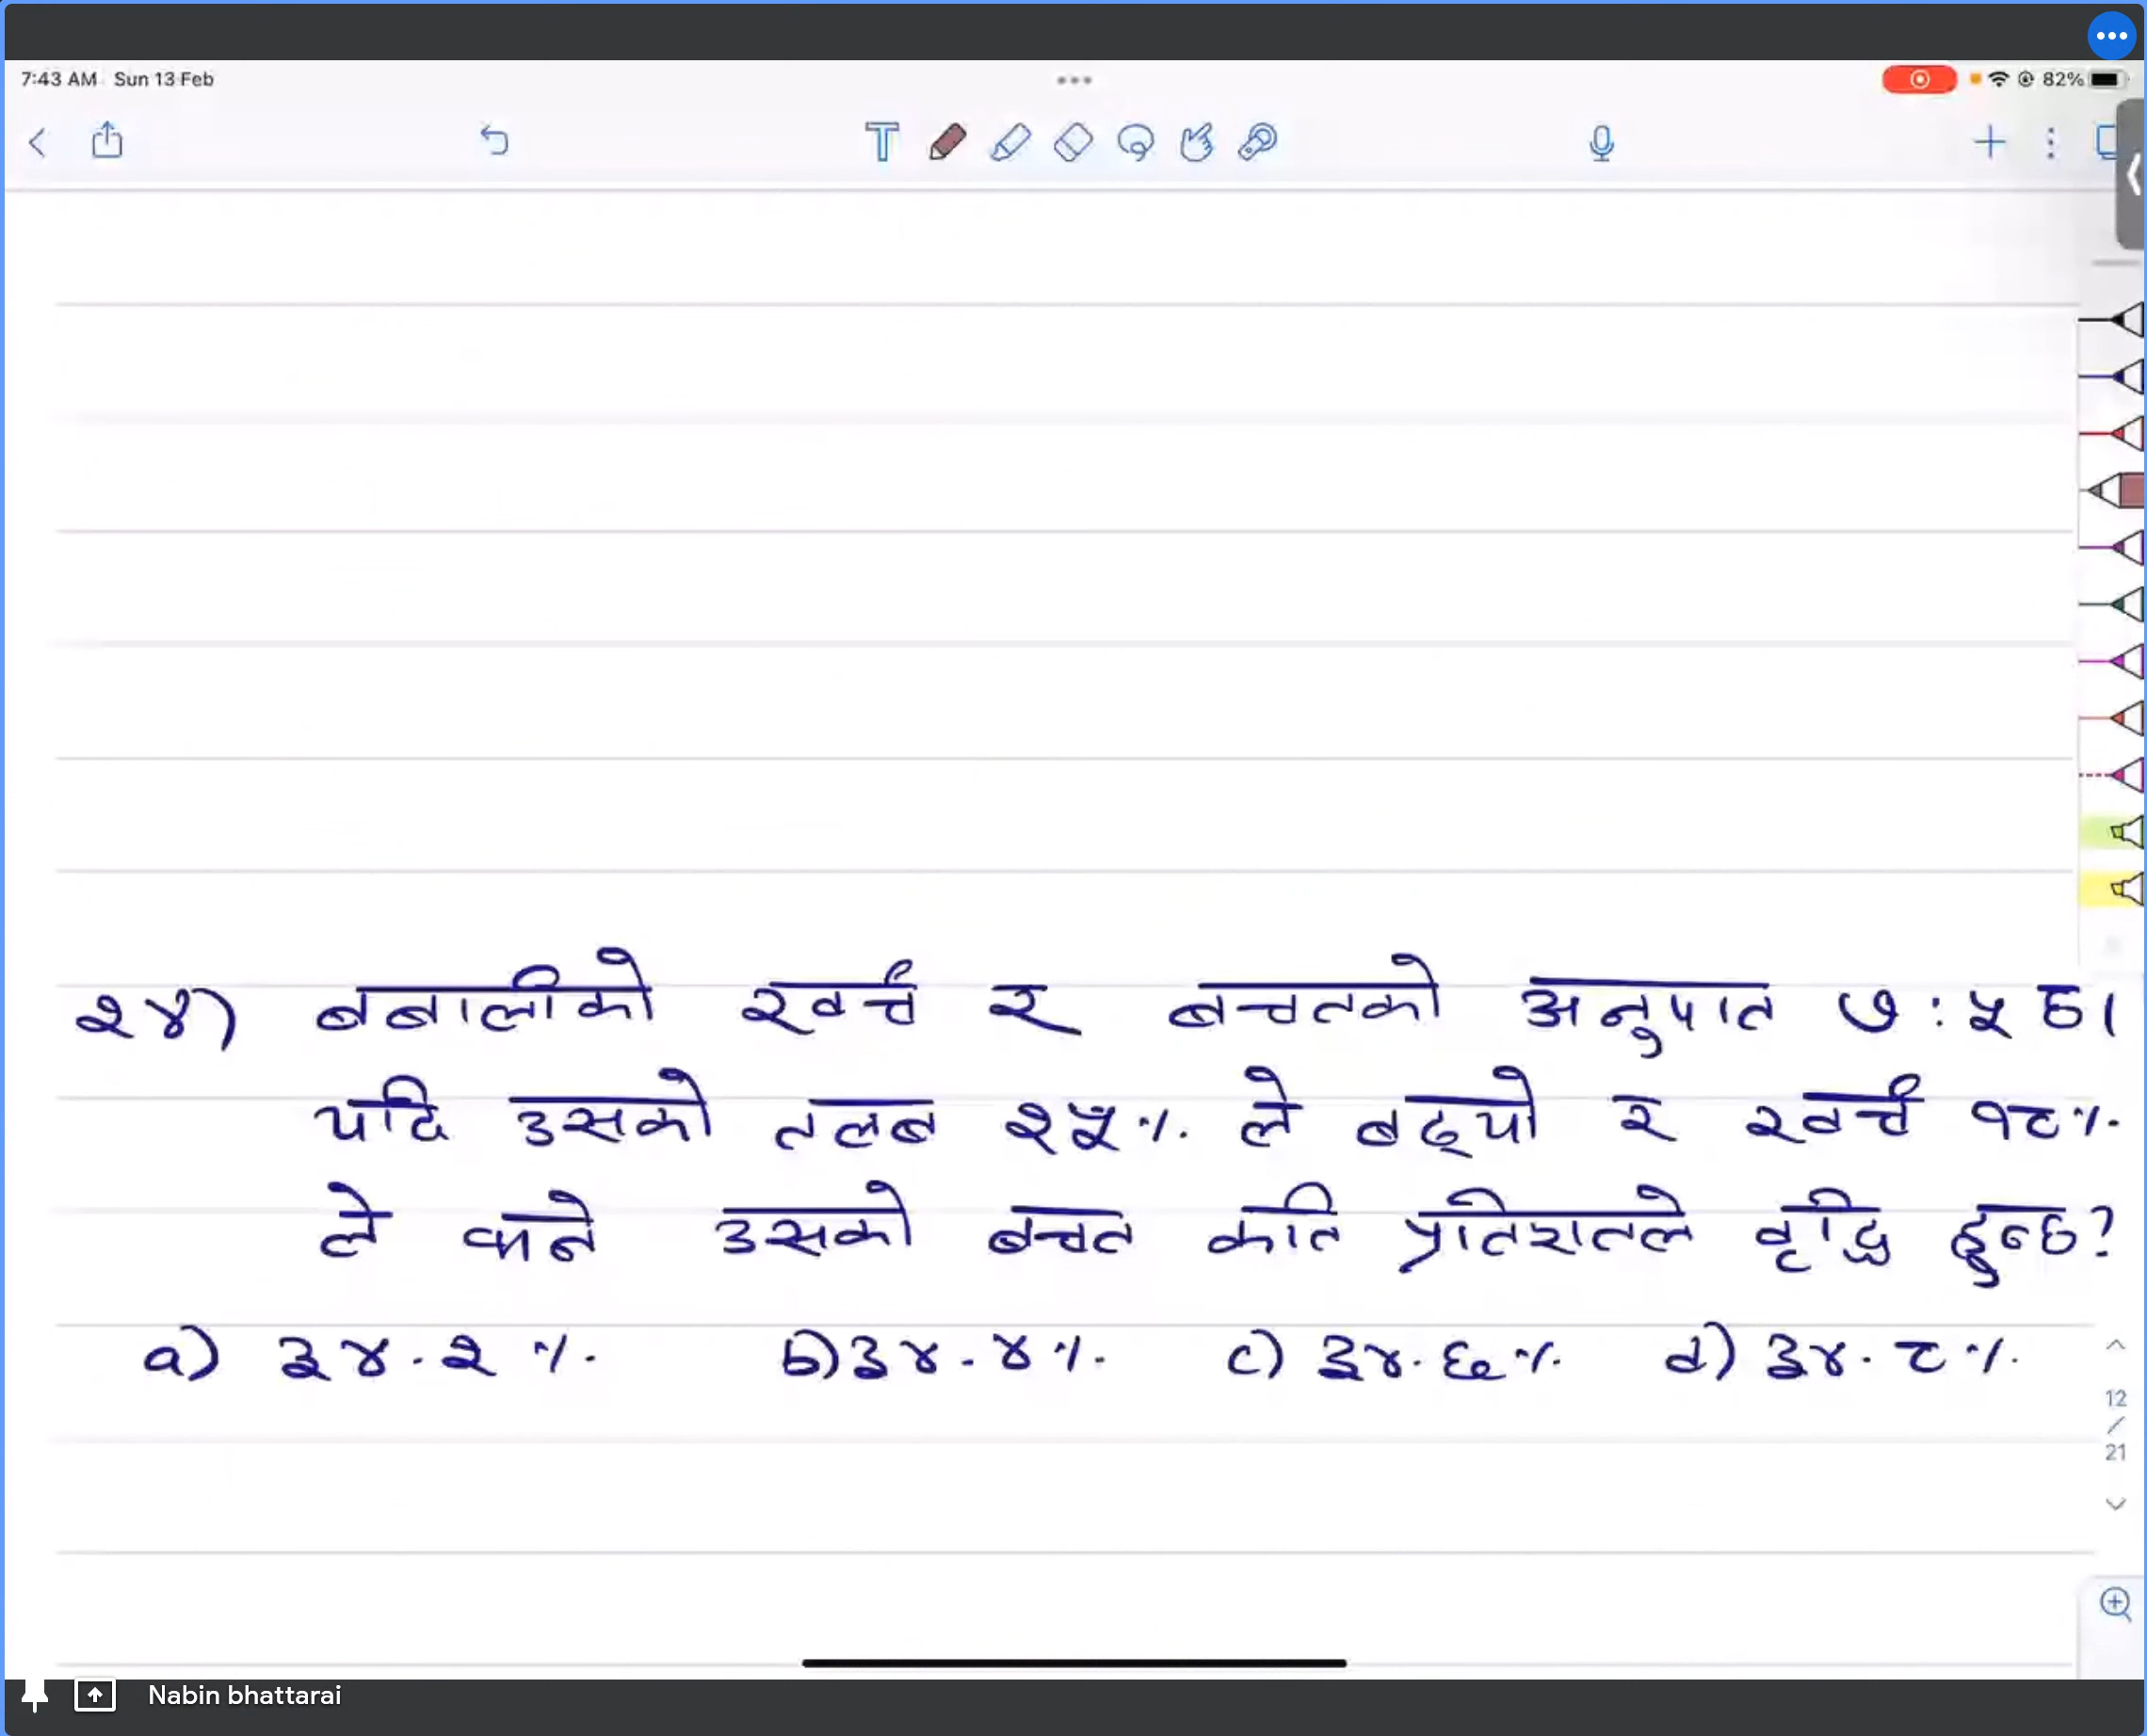 7:43 AM Sun 13 Feb
82%
२४) बबालीको खर्च र बचतको अनुपात ७:५ छ।
यदि उसको तलब २५% ले बढ्यो र खर्च १८%
ले उसको बचत कति प्रतिशतले वृद्धि हुन्छ?
a) ३४.२ % b) ३४.४% c) ३४.६% d) ३४.८%
12
/
21
Nabin bhattarai